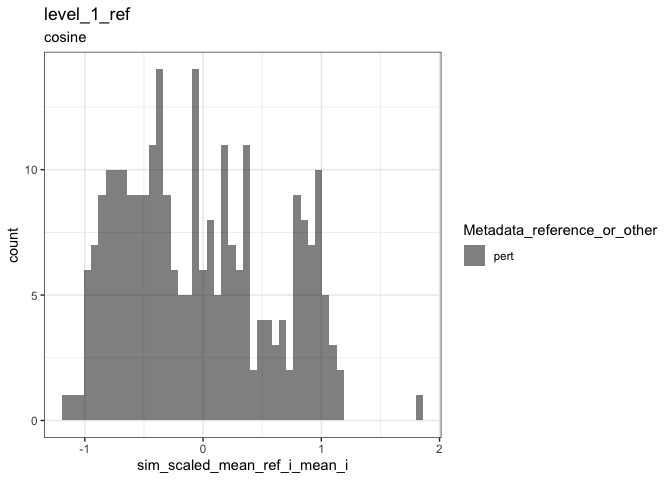 level_1_ref
cosine
10
5
0
count
-1
0
1
2
sim_scaled_mean_ref_i_mean_i
Metadata_reference_or_other
pert